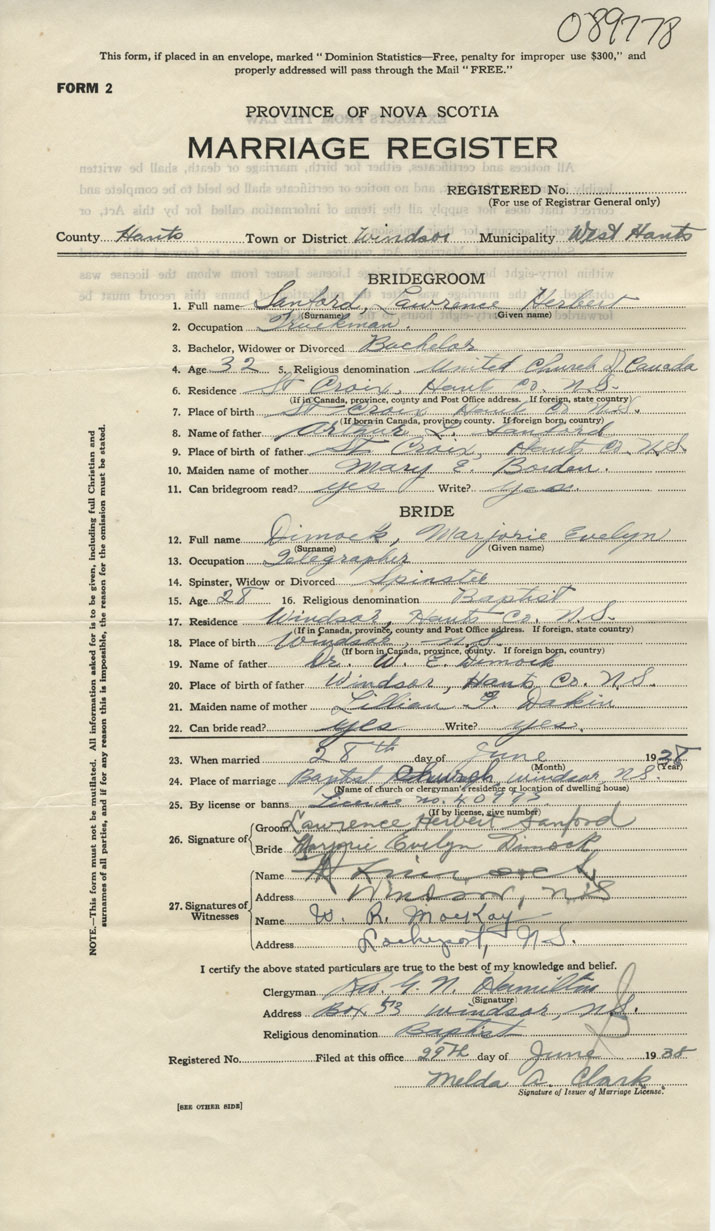 089778
This form, if placed in an envelope, marked "Dominion Statistics—Free, penalty for improper use $300," and
properly addressed will pass through the Mail "FREE."
FORM 2
PROVINCE OF NOVA SCOTIA
MARRIAGE REGISTER
REGISTERED No.
(For use of Registrar General only)
County Hants Town or District Windsor Municipality West Hants
BRIDEGROOM
1. Full name Sanford, Lawrence Herbert
(Surname) (Given name)
2. Occupation Truckman.
3. Bachelor, Widower or Divorced Bachelor
4. Age 32 5. Religious denomination United Church of Canada
6. Residence St Croix, Hants Co. N.S.
(If in Canada, province, county and Post Office address. If foreign, state country)
7. Place of birth St Croix Hants Co N.S.
(If born in Canada, province, county. If foreign born, country)
8. Name of father Arthur L. Sanford
9. Place of birth of father St Croix, Hants Co N.S.
10. Maiden name of mother Mary E. Borden.
11. Can bridegroom read? yes Write? yes.
BRIDE
12. Full name Dimock, Marjorie Evelyn
(Surname) (Given name)
13. Occupation Telegrapher
14. Spinster, Widow or Divorced Spinster
15. Age 28 16. Religious denomination Baptist
17. Residence Windsor, Hants Co. N.S.
(If in Canada, province, county and Post Office address. If foreign, state country)
18. Place of birth Windsor, N.S.
(If born in Canada, province, county. If foreign born, country)
19. Name of father Dr. W. E. Dimock
20. Place of birth of father Windsor, Hants Co. N.S.
21. Maiden name of mother Lillian Dakin
22. Can bride read? yes Write? yes.
23. When married 28th day of June 1938
(Month) (Year)
24. Place of marriage Baptist Church, Windsor, N.S.
(Name of church or clergyman's residence or location of dwelling house)
25. By license or banns License no.
(If by license, give number)
26. Signature of Groom Lawrence Herbert Sanford
Bride Marjorie Evelyn Dimock
27. Signatures of Witnesses Name
Address Windsor, N.S.
Name W. R. MacKay
Address Lockeport, N.S.
I certify the above stated particulars are true to the best of my knowledge and belief.
Clergyman Rev. G. N. Hamilton
(Signature)
Address Box 53 Windsor, N.S.
Religious denomination Baptist
Registered No. Filed at this office 29th day of June 1938
Melda A. Clark
Signature of Issuer of Marriage License.
[SEE OTHER SIDE]
NOTE.—This form must not be mutilated. All information asked for is to be given, including full Christian and
surnames of all parties, and if for any reason this is impossible, the reason for the omission must be stated.